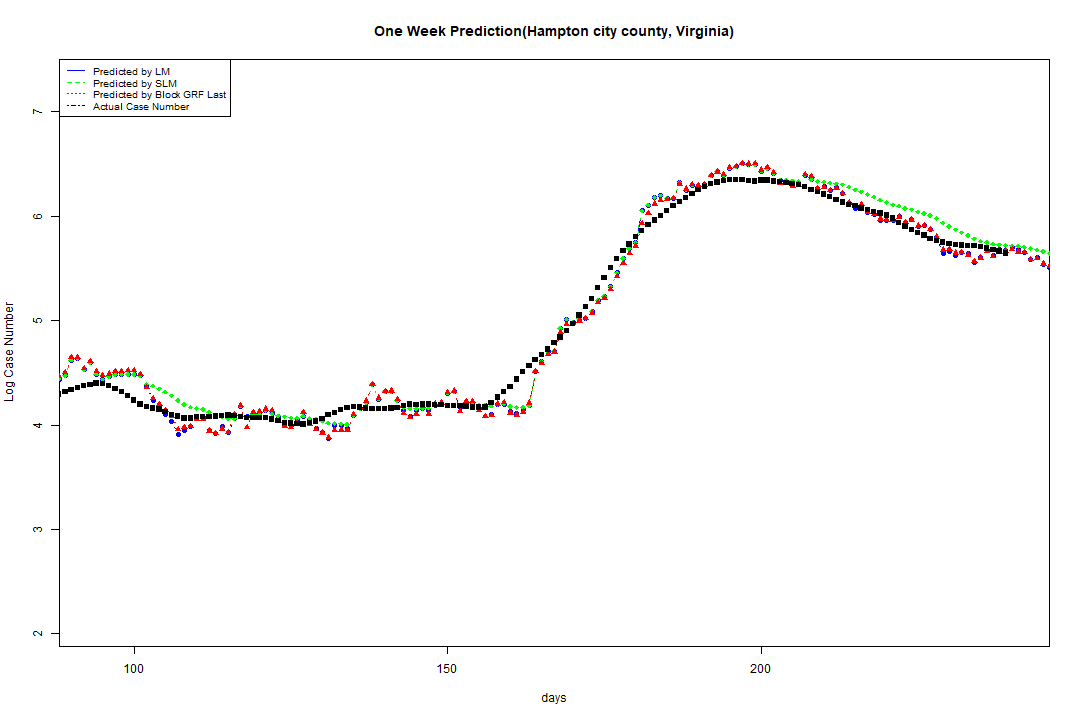 One Week Prediction(Hampton city county, Virginia)
Predicted by LM
Predicted by SLM
Predicted by Block GRF Last
Actual Case Number
7
6
5
4
3
2
Log Case Number
100 150 200
days